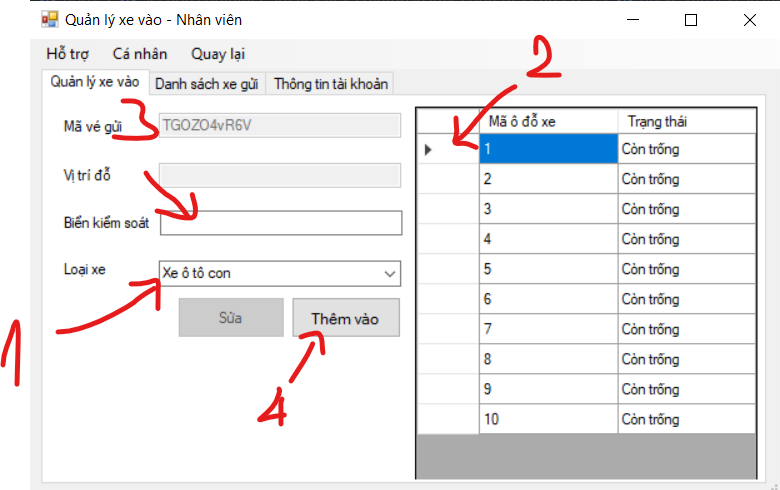 Quản lý xe vào - Nhân viên
Hỗ trợ Cá nhân Quay lại
Quản lý xe vào Danh sách xe gửi Thông tin tài khoản
Mã vé gửi TGOZO4vR6V
3
Vị trí đỗ
Biển kiểm soát
Loại xe Xe ô tô con
Sửa Thêm vào
1
4
2
Mã ô đỗ xe Trạng thái
1 Còn trống
2 Còn trống
3 Còn trống
4 Còn trống
5 Còn trống
6 Còn trống
7 Còn trống
8 Còn trống
9 Còn trống
10 Còn trống